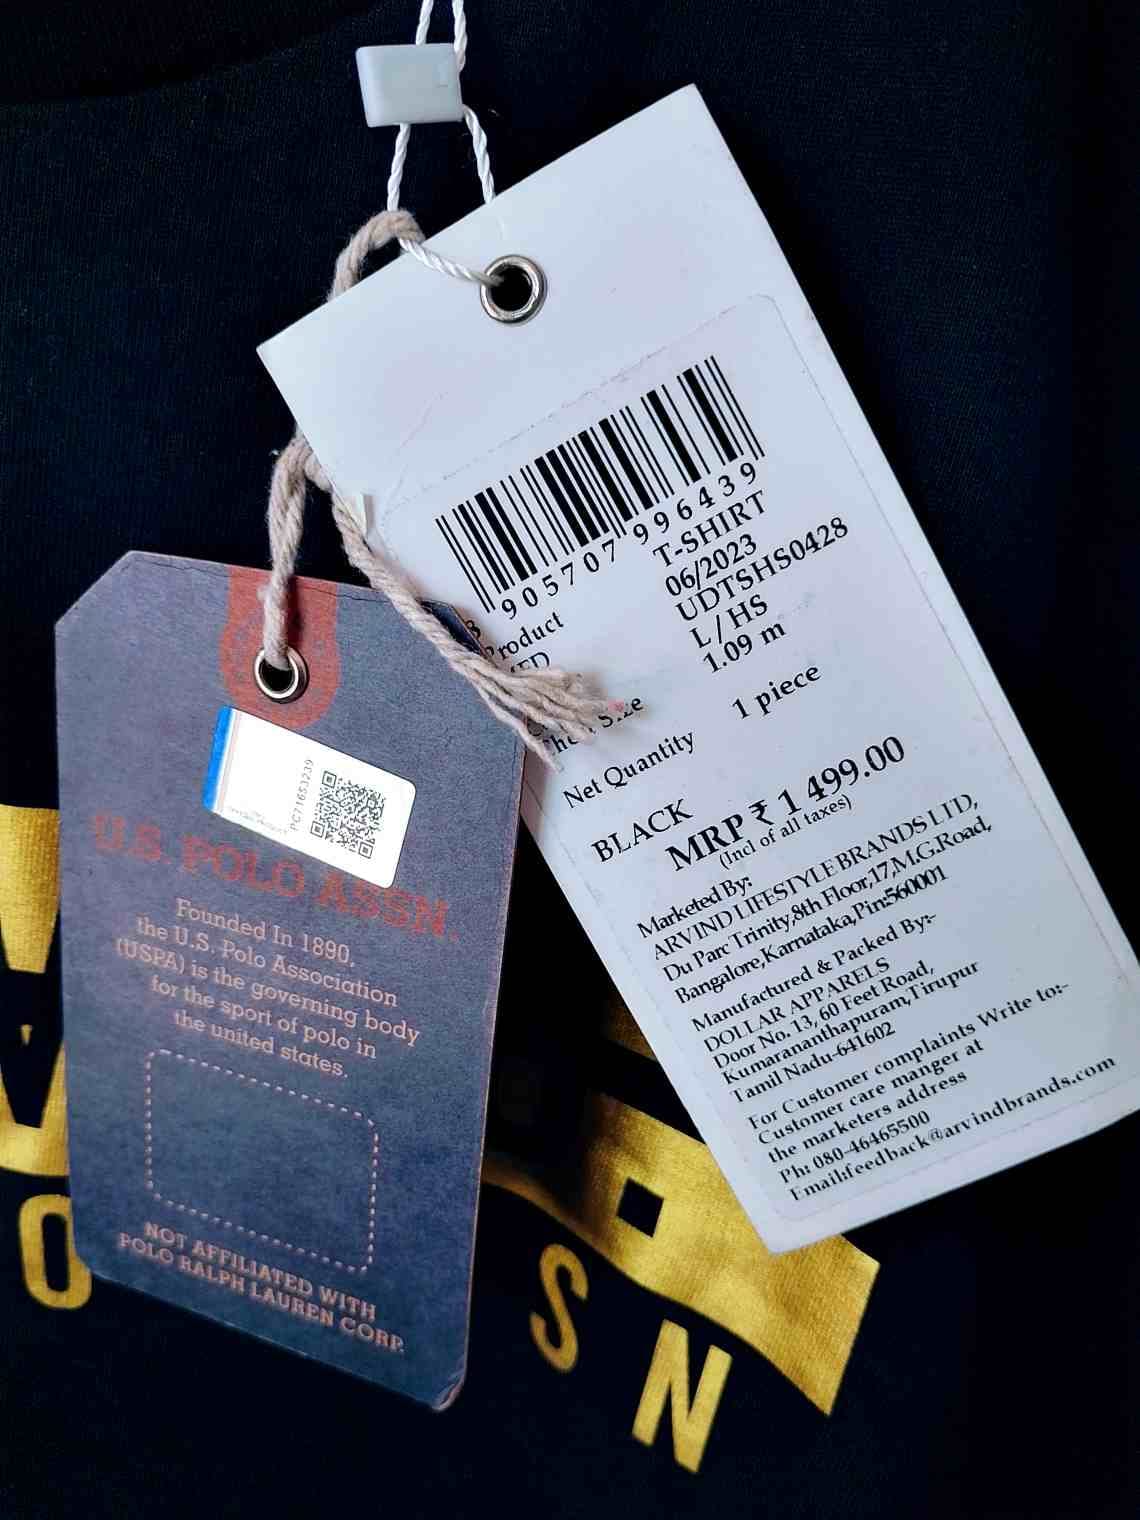 905707 996439
Product
T-SHIRT
06/2023
UDTSHS0428
L / HS
1.09 m
Size
Net Quantity 1 piece
BLACK
MRP ₹ 1 499.00
(Incl of all taxes)
Marketed By:
ARVIND LIFESTYLE BRANDS LTD,
Du Parc Trinity,8th Floor,17,M.G.Road,
Bangalore,Karnataka,Pin:560001
Manufactured & Packed By:-
DOLLAR APPARELS
Door No. 13, 60 Feet Road,
Kumarananthapuram,Tirupur
Tamil Nadu-641602
For Customer complaints Write to:-
Customer care manger at
the marketers address
Ph: 080-46465500
Email:feedback@arvindbrands.com
PC71653239
U.S. POLO ASSN.
Founded In 1890,
the U.S. Polo Association
(USPA) is the governing body
for the sport of polo in
the united states.
NOT AFFILIATED WITH
POLO RALPH LAUREN CORP.
O
S
N